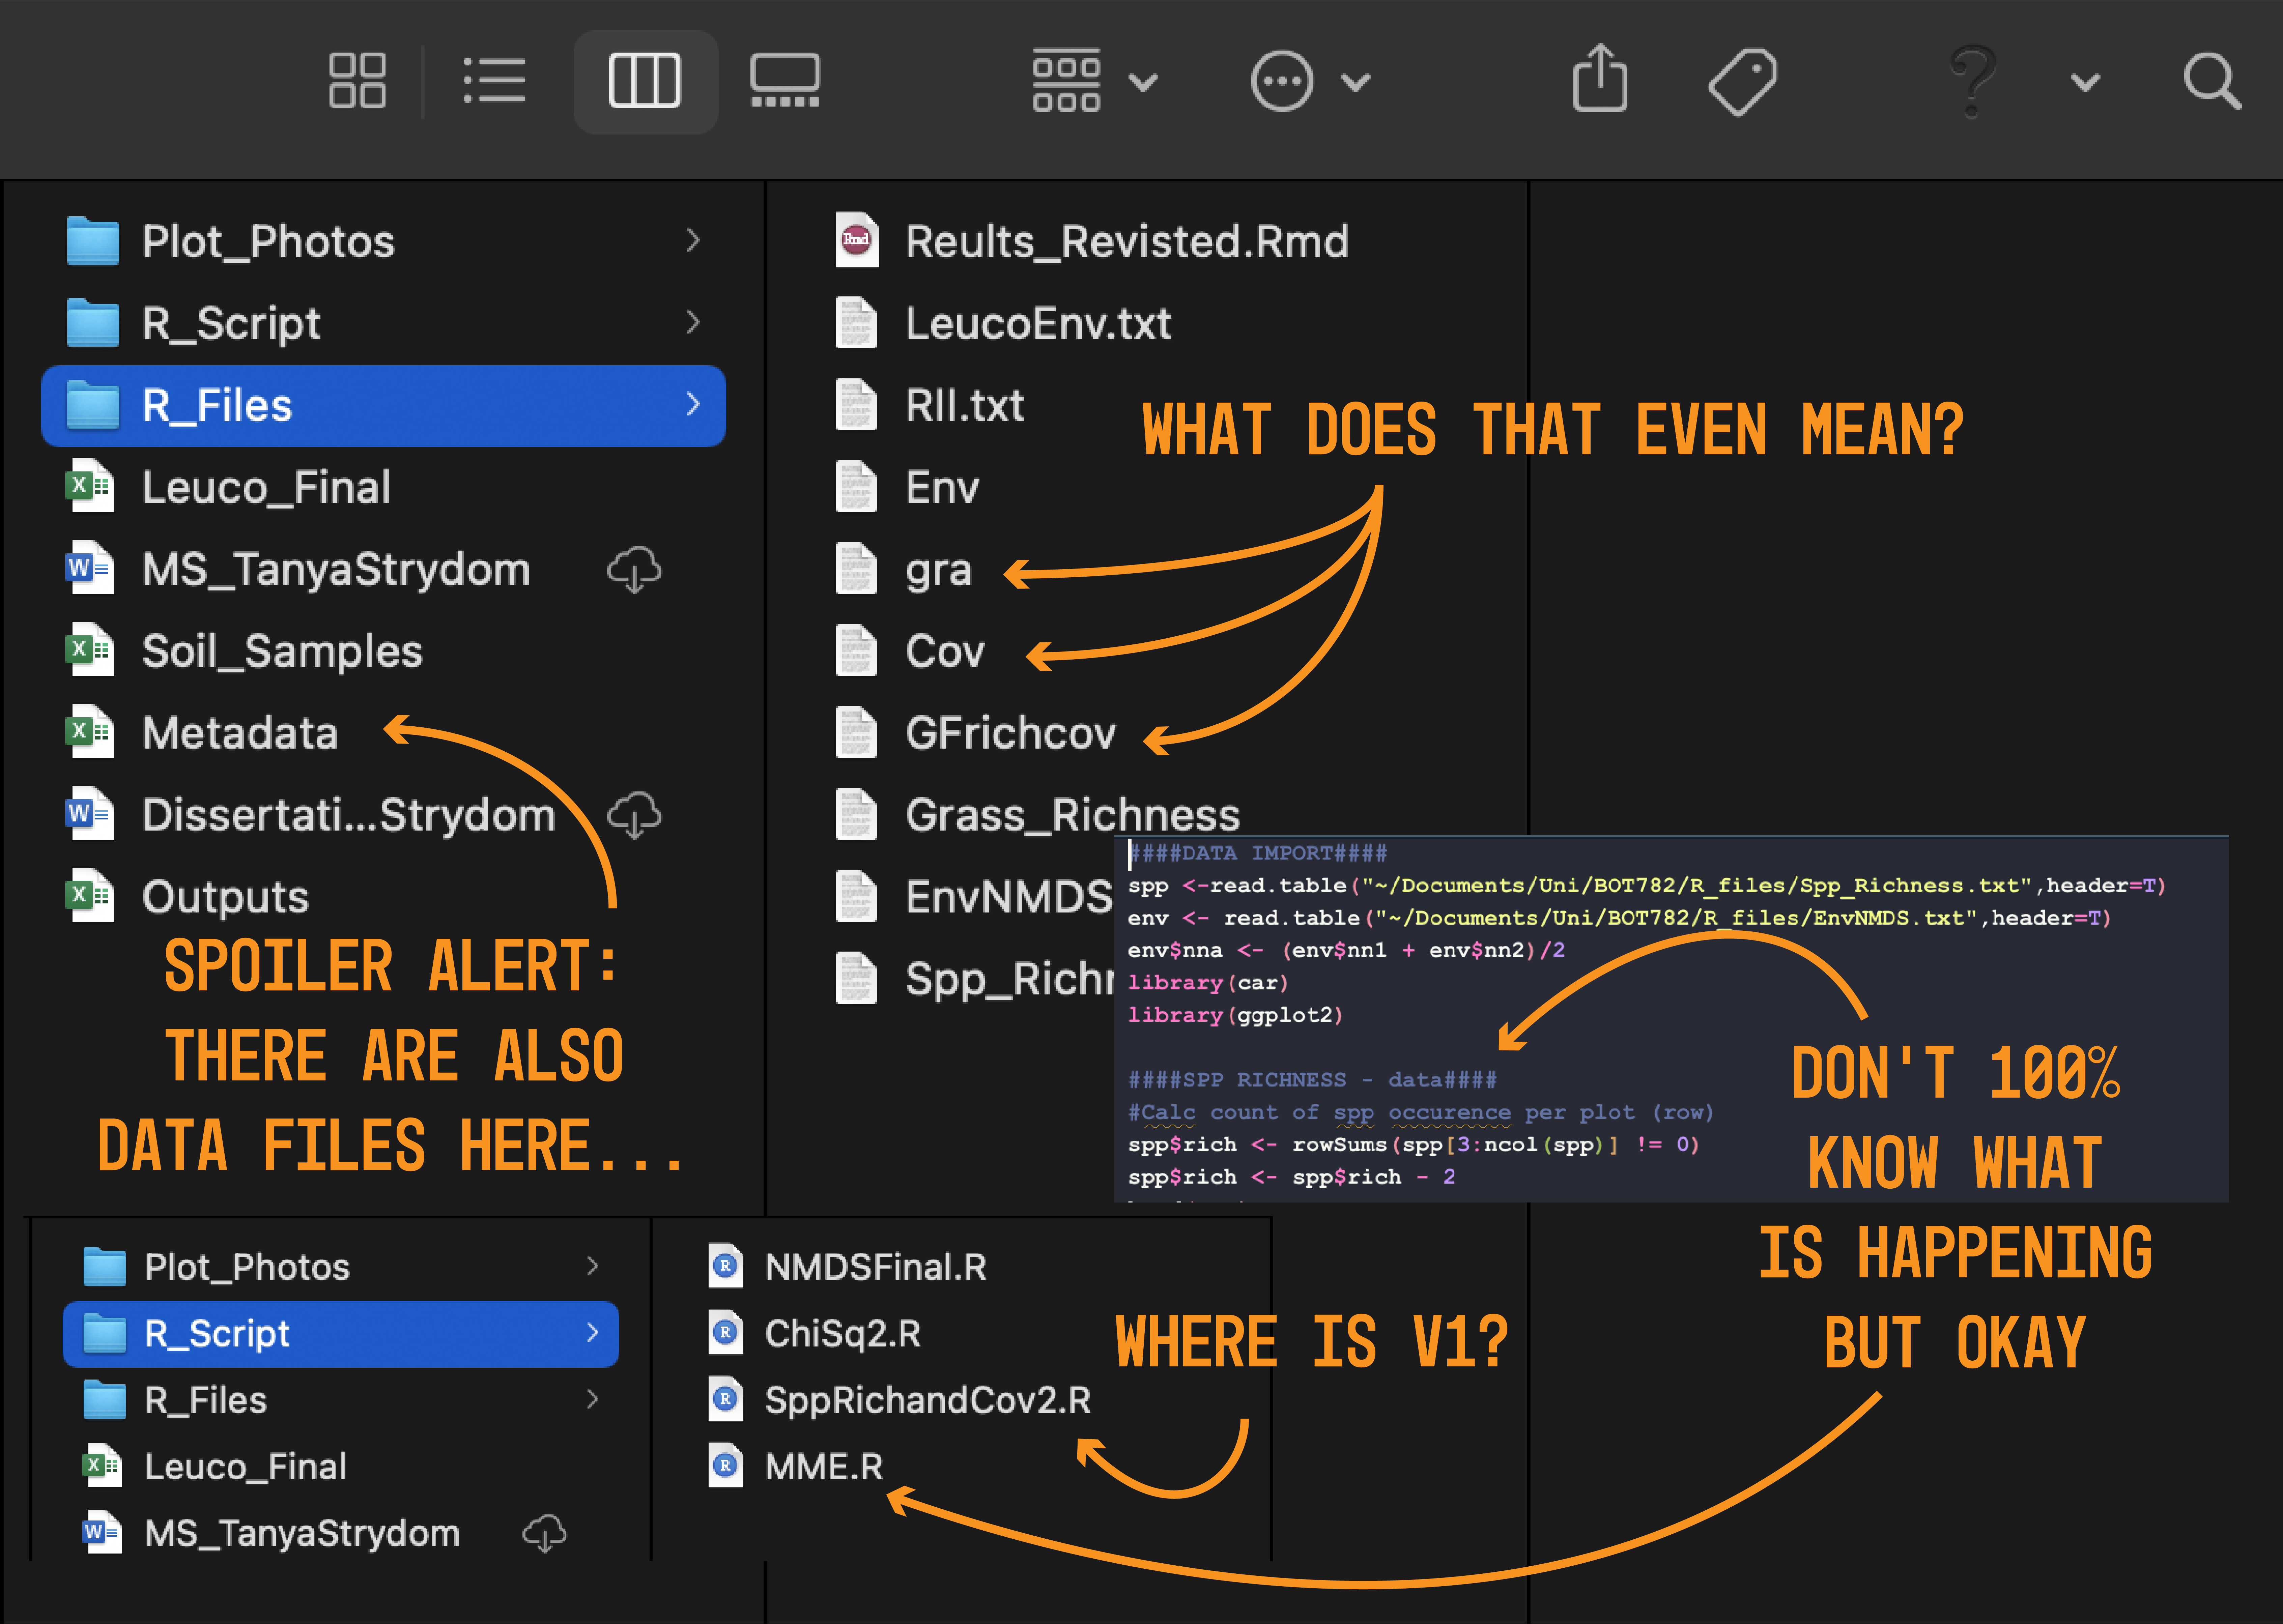 Plot_Photos
R_Script
R_Files
Leuco_Final
MS_TanyaStrydom
Soil_Samples
Metadata
Dissertati...Strydom
Outputs
SPOILER ALERT:
THERE ARE ALSO
DATA FILES HERE...
Rmd
Reults_Revisted.Rmd
LeucoEnv.txt
RII.txt
Env
gra
Cov
GFrichcov
Grass_Richness
EnvNMDS
Spp_Richr
WHAT DOES THAT EVEN MEAN?
####DATA IMPORT####
spp <-read.table("~/Documents/Uni/BOT782/R_files/Spp_Richness.txt",header=T)
env <- read.table("~/Documents/Uni/BOT782/R_files/EnvNMDS.txt",header=T)
env$nna <- (env$nn1 + env$nn2)/2
library(car)
library(ggplot2)
####SPP RICHNESS - data####
#Calc count of spp occurence per plot (row)
spp$rich <- rowSums(spp[3:ncol(spp)] != 0)
spp$rich <- spp$rich - 2
DON'T 100%
KNOW WHAT
IS HAPPENING
BUT OKAY
Plot_Photos
R_Script
R_Files
Leuco_Final
MS_TanyaStrydom
NMDSFinal.R
ChiSq2.R
SppRichandCov2.R
MME.R
WHERE IS V1?